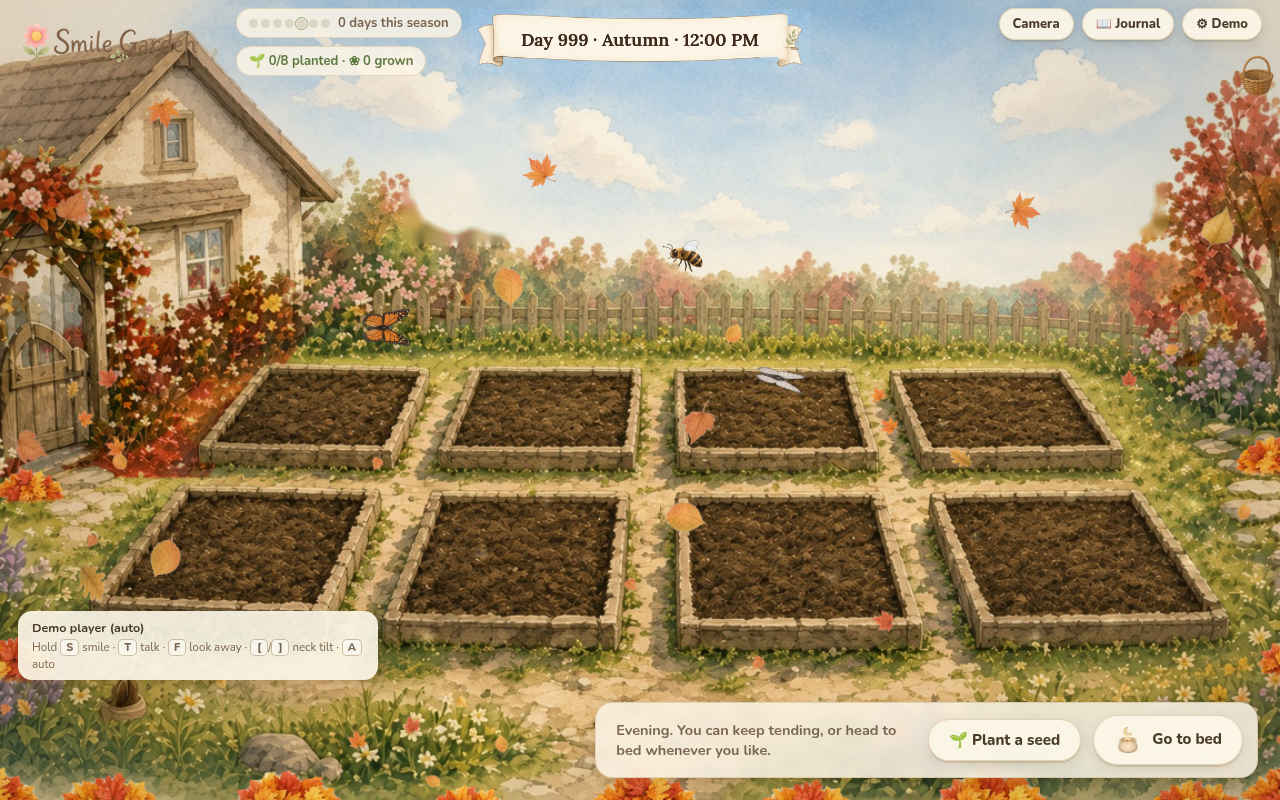 Smile Garden
0 days this season
🌱 0/8 planted · ❀ 0 grown
Day 999 · Autumn · 12:00 PM
Camera
📖 Journal
⚙ Demo
Demo player (auto)
Hold S smile · T talk · F look away · [ / ] neck tilt · A
auto
Evening. You can keep tending, or head to
bed whenever you like.
🌱 Plant a seed
Go to bed